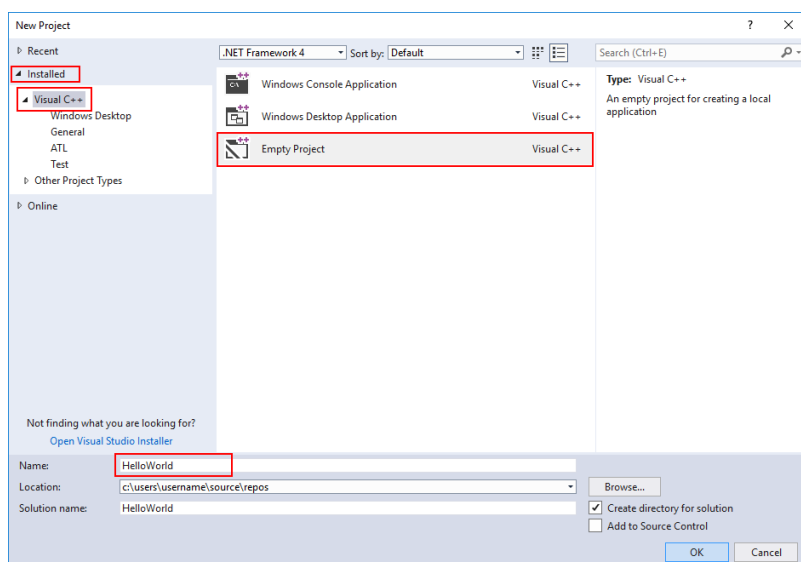 New Project
Recent
.NET Framework 4
Sort by: Default
Search (Ctrl+E)
Installed
Visual C++
Windows Desktop
General
ATL
Test
Other Project Types
Online
Windows Console Application Visual C++
Windows Desktop Application Visual C++
Empty Project Visual C++
Type: Visual C++
An empty project for creating a local
application
Not finding what you are looking for?
Open Visual Studio Installer
Name: HelloWorld
Location: c:\users\username\source\repos
Browse...
Solution name: HelloWorld
Create directory for solution
Add to Source Control
OK
Cancel